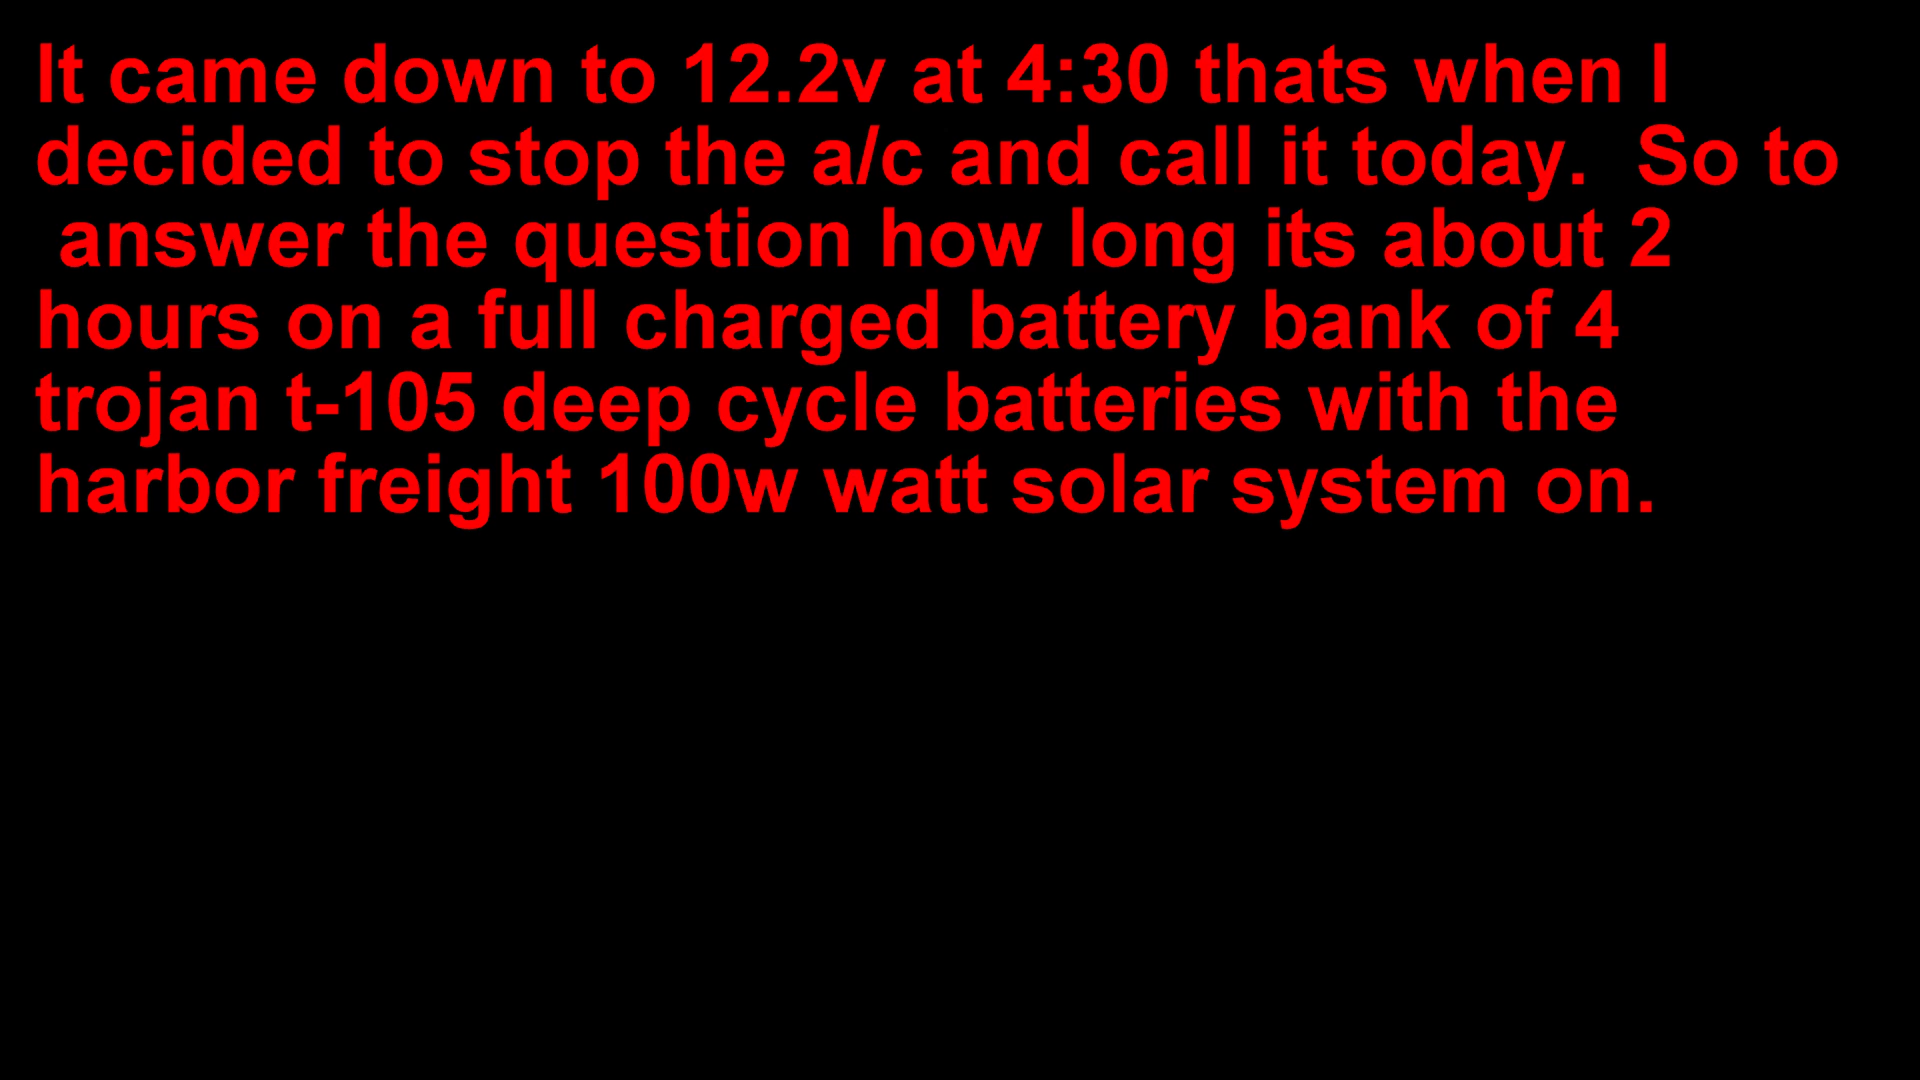 It came down to 12.2v at 4:30 thats when I
decided to stop the a/c and call it today.  So to
answer the question how long its about 2
hours on a full charged battery bank of 4
trojan t-105 deep cycle batteries with the
harbor freight 100w watt solar system on.